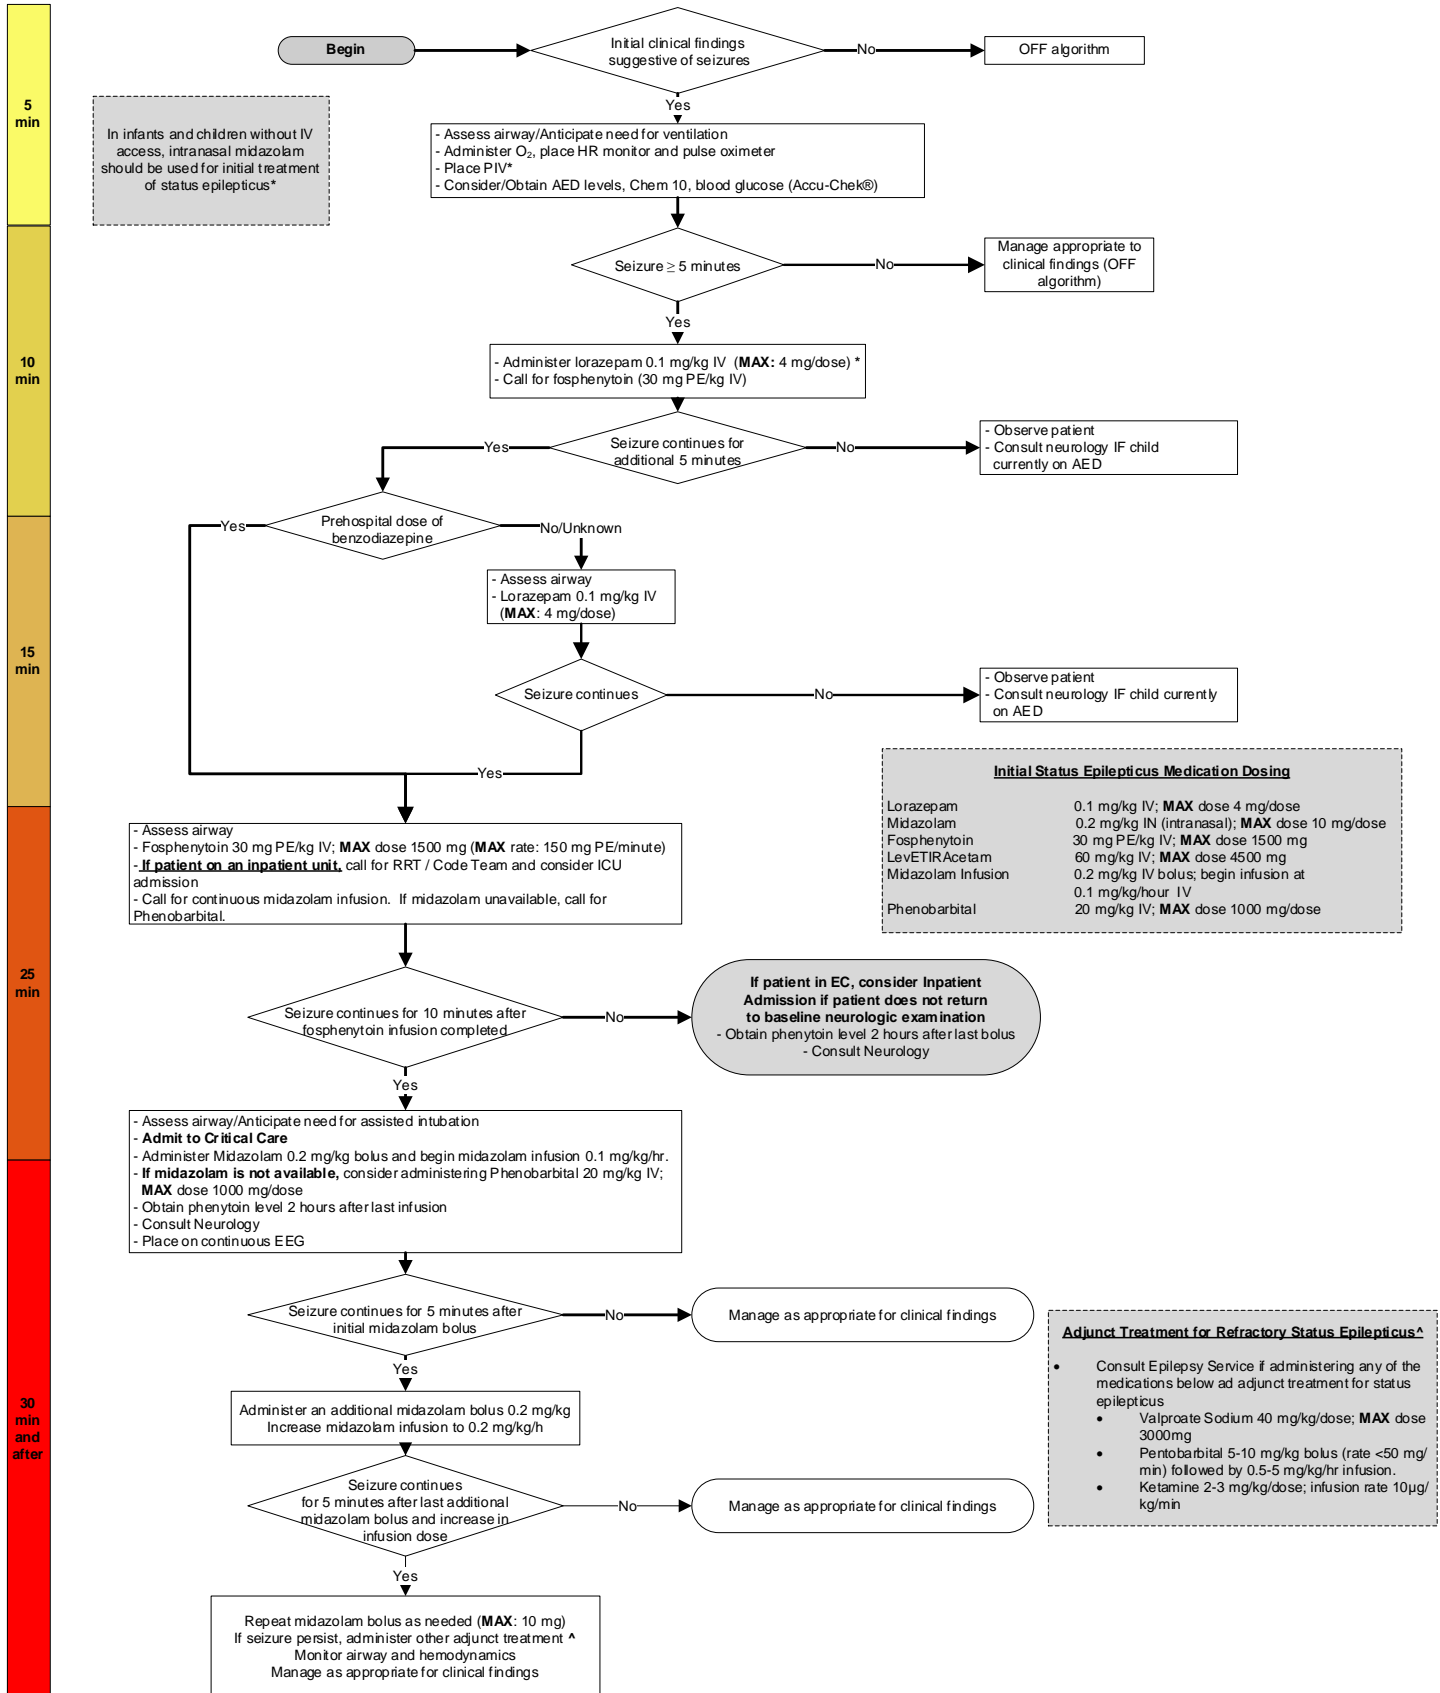 5
min
Begin
Initial clinical findings
suggestive of seizures
No
OFF algorithm
Yes
In infants and children without IV
access, intranasal midazolam
should be used for initial treatment
of status epilepticus*
- Assess airway/Anticipate need for ventilation
- Administer O₂, place HR monitor and pulse oximeter
- Place PIV*
- Consider/Obtain AED levels, Chem 10, blood glucose (Accu-Chek®)
10
min
Seizure ≥ 5 minutes
No
Manage appropriate to
clinical findings (OFF
algorithm)
Yes
- Administer lorazepam 0.1 mg/kg IV (MAX: 4 mg/dose) *
- Call for fosphenytoin (30 mg PE/kg IV)
Seizure continues for
additional 5 minutes
Yes
No
- Observe patient
- Consult neurology IF child
currently on AED
15
min
Prehospital dose of
benzodiazepine
Yes
No/Unknown
- Assess airway
- Lorazepam 0.1 mg/kg IV
(MAX: 4 mg/dose)
Seizure continues
No
- Observe patient
- Consult neurology IF child currently
on AED
Yes
Initial Status Epilepticus Medication Dosing
Lorazepam 0.1 mg/kg IV; MAX dose 4 mg/dose
Midazolam 0.2 mg/kg IN (intranasal); MAX dose 10 mg/dose
Fosphenytoin 30 mg PE/kg IV; MAX dose 1500 mg
LevETIRAcetam 60 mg/kg IV; MAX dose 4500 mg
Midazolam Infusion 0.2 mg/kg IV bolus; begin infusion at
0.1 mg/kg/hour IV
Phenobarbital 20 mg/kg IV; MAX dose 1000 mg/dose
25
min
- Assess airway
- Fosphenytoin 30 mg PE/kg IV; MAX dose 1500 mg (MAX rate: 150 mg PE/minute)
- If patient on an inpatient unit, call for RRT / Code Team and consider ICU
admission
- Call for continuous midazolam infusion. If midazolam unavailable, call for
Phenobarbital.
Seizure continues for 10 minutes after
fosphenytoin infusion completed
No
If patient in EC, consider Inpatient
Admission if patient does not return
to baseline neurologic examination
- Obtain phenytoin level 2 hours after last bolus
- Consult Neurology
Yes
- Assess airway/Anticipate need for assisted intubation
- Admit to Critical Care
- Administer Midazolam 0.2 mg/kg bolus and begin midazolam infusion 0.1 mg/kg/hr.
- If midazolam is not available, consider administering Phenobarbital 20 mg/kg IV;
MAX dose 1000 mg/dose
- Obtain phenytoin level 2 hours after last infusion
- Consult Neurology
- Place on continuous EEG
30
min
and
after
Seizure continues for 5 minutes after
initial midazolam bolus
No
Manage as appropriate for clinical findings
Yes
Adjunct Treatment for Refractory Status Epilepticus^
• Consult Epilepsy Service if administering any of the
medications below ad adjunct treatment for status
epilepticus
• Valproate Sodium 40 mg/kg/dose; MAX dose
3000mg
• Pentobarbital 5-10 mg/kg bolus (rate <50 mg/
min) followed by 0.5-5 mg/kg/hr infusion.
• Ketamine 2-3 mg/kg/dose; infusion rate 10µg/
kg/min
Administer an additional midazolam bolus 0.2 mg/kg
Increase midazolam infusion to 0.2 mg/kg/h
Seizure continues
for 5 minutes after last additional
midazolam bolus and increase in
infusion dose
No
Manage as appropriate for clinical findings
Yes
Repeat midazolam bolus as needed (MAX: 10 mg)
If seizure persist, administer other adjunct treatment ^
Monitor airway and hemodynamics
Manage as appropriate for clinical findings